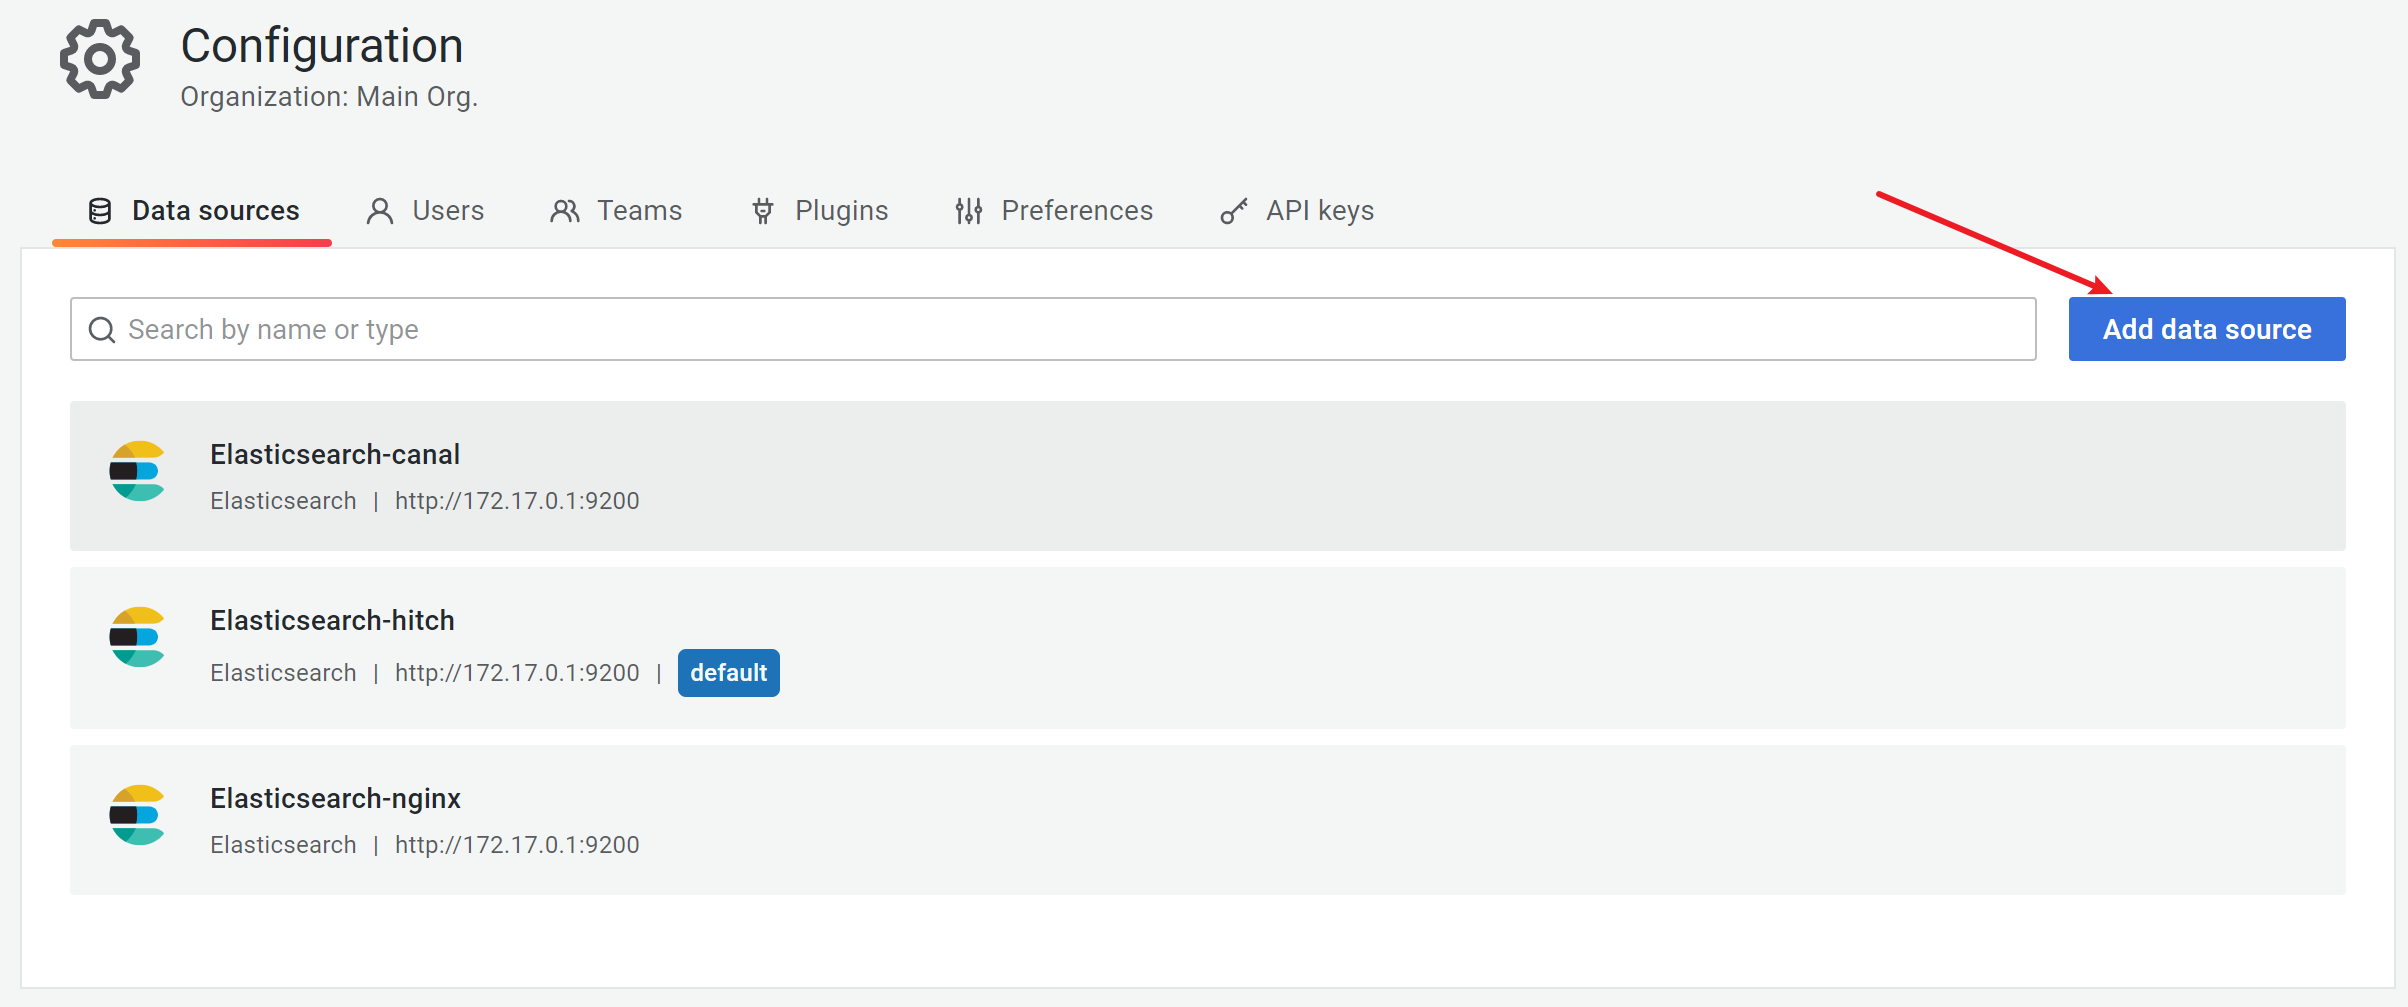 Configuration
Organization: Main Org.
Data sources Users Teams Plugins Preferences API keys
Search by name or type Add data source
Elasticsearch-canal
Elasticsearch | http://172.17.0.1:9200
Elasticsearch-hitch
Elasticsearch | http://172.17.0.1:9200 | default
Elasticsearch-nginx
Elasticsearch | http://172.17.0.1:9200